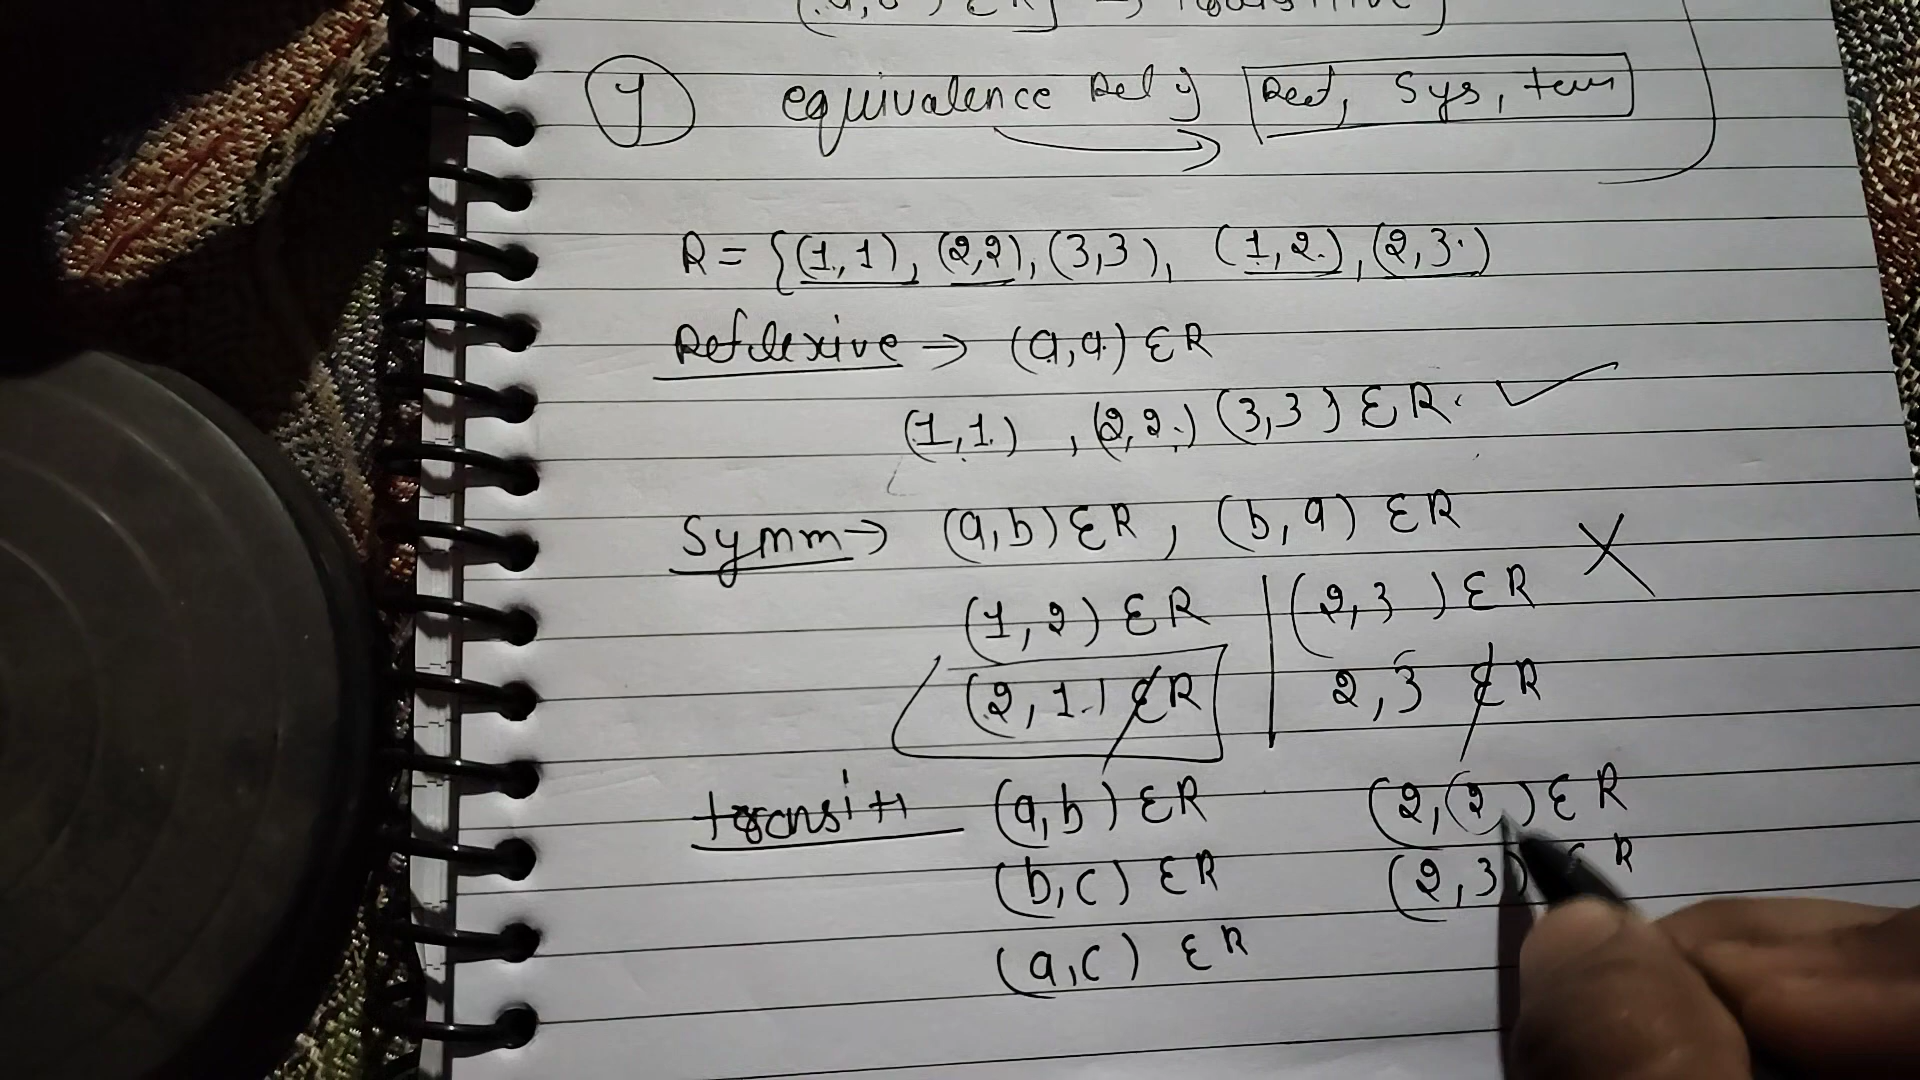 4 equivalence Rel y Ref, Sys, tran
R = {(1,1), (2,2), (3,3), (1,2), (2,3)
Reflexive → (a,a) ∈ R
(1,1), (2,2) (3,3) ∈ R ✓
Symm → (a,b) ∈ R, (b,a) ∈ R X
(1,2) ∈ R | (2,3) ∈ R
(2,1) ∉ R | 2,3 ∉ R
transiti (a,b) ∈ R (2,2) ∈ R
(b,c) ∈ R (2,3) ∈ R
(a,c) ∈ R